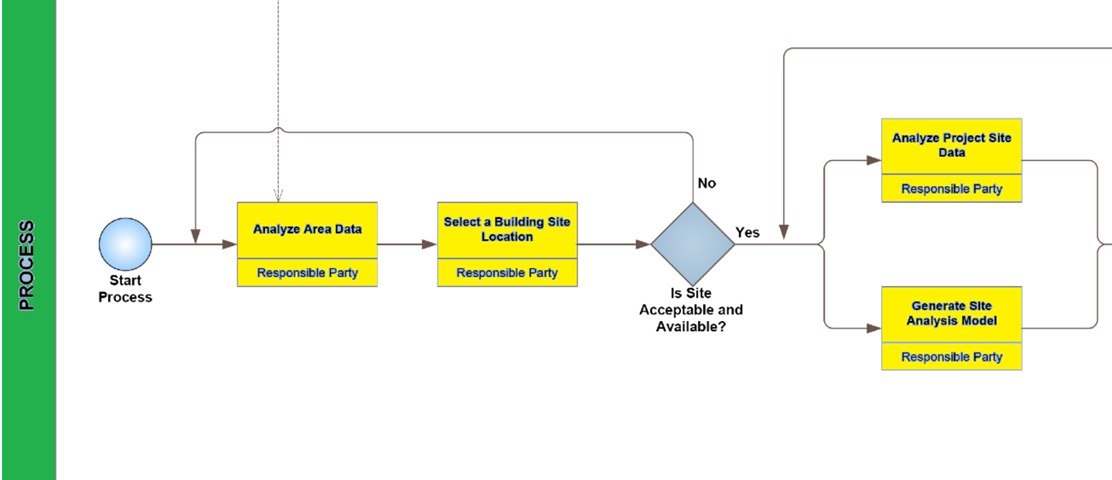 PROCESS
Start
Process
Analyze Area Data
Responsible Party
Select a Building Site
Location
Responsible Party
No
Yes
Is Site
Acceptable and
Available?
Analyze Project Site
Data
Responsible Party
Generate Site
Analysis Model
Responsible Party